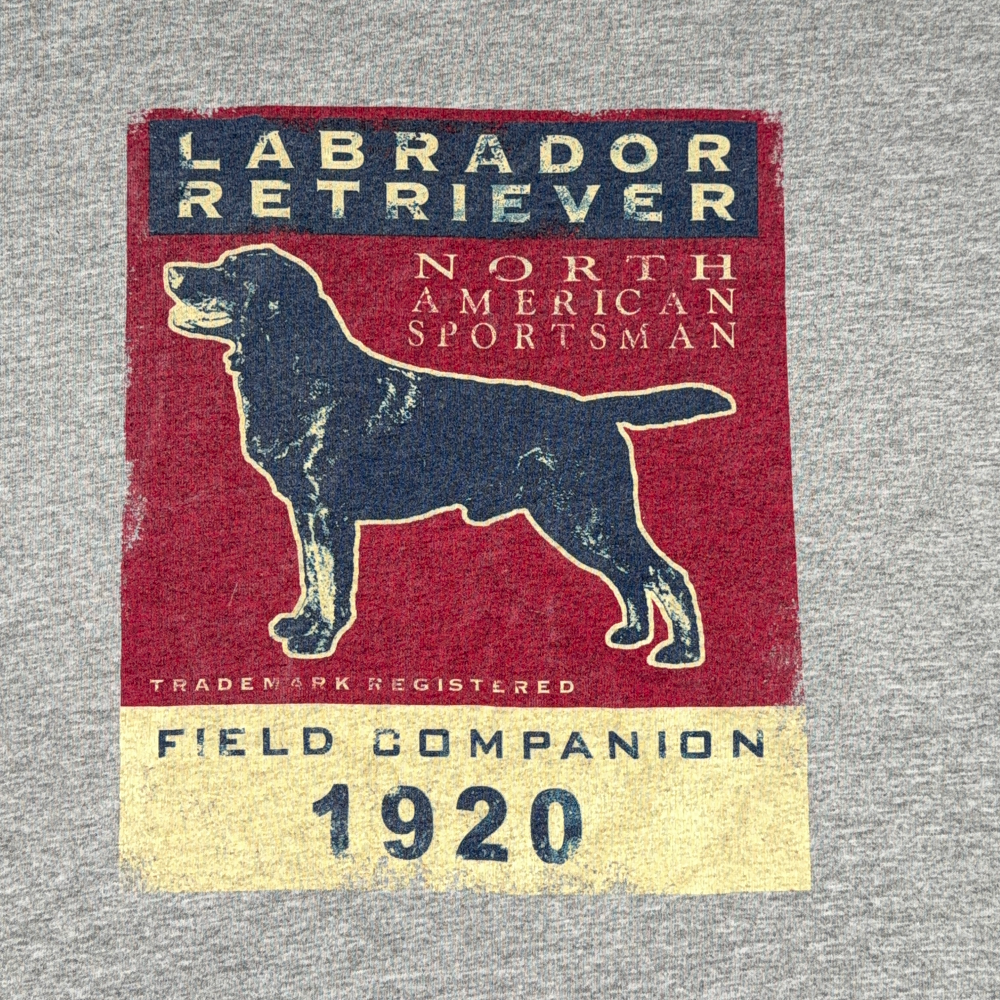 LABRADOR
RETRIEVER
NORTH
AMERICAN
SPORTSMAN
TRADEMARK REGISTERED
FIELD COMPANION
1920